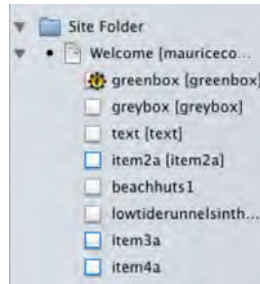 Site Folder
Welcome (mauriceco...
greenbox (greenbox)
greybox (greybox)
text (text)
item2a (item2a)
beachhuts1
lowtiderunnelsinth...
item3a
item4a